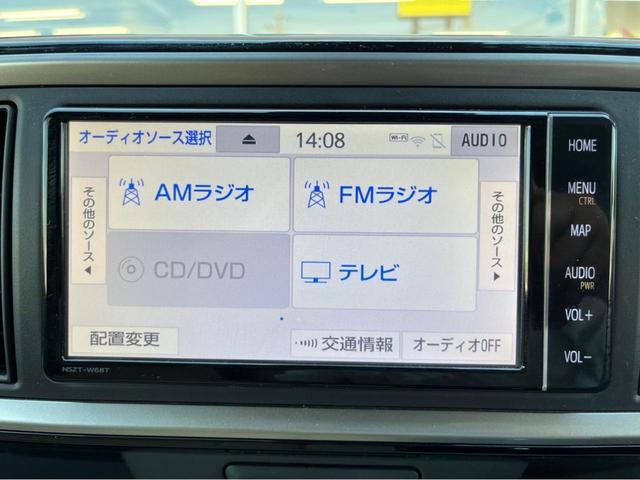 オーディオソース選択 14:08 Wi-Fi AUDIO
その他のソース
AMラジオ FMラジオ
その他のソース
CD/DVD テレビ
配置変更 交通情報 オーディオOFF
NSZT-W68T
HOME
MENU
CTRL
MAP
AUDIO
PWR
VOL+
VOL-